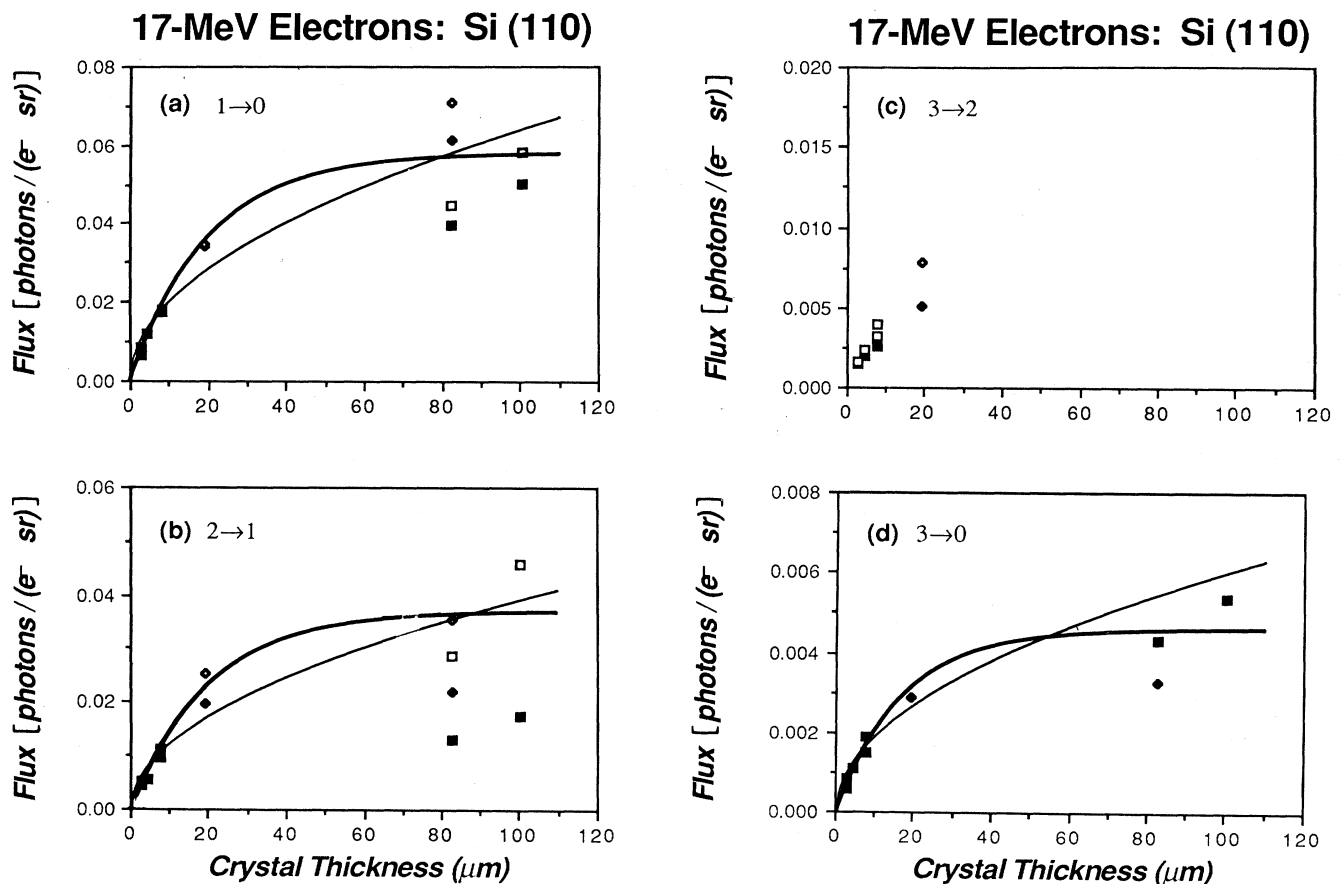 17-MeV Electrons: Si (110)
Flux [photons/(e⁻ sr)]
0.08
0.06
0.04
0.02
0.00
(a) 1→0
0 20 40 60 80 100 120
Flux [photons/(e⁻ sr)]
0.06
0.04
0.02
0.00
(b) 2→1
0 20 40 60 80 100 120
Crystal Thickness (μm)
17-MeV Electrons: Si (110)
Flux [photons/(e⁻ sr)]
0.020
0.015
0.010
0.005
0.000
(c) 3→2
0 20 40 60 80 100 120
Flux [photons/(e⁻ sr)]
0.008
0.006
0.004
0.002
0.000
(d) 3→0
0 20 40 60 80 100 120
Crystal Thickness (μm)